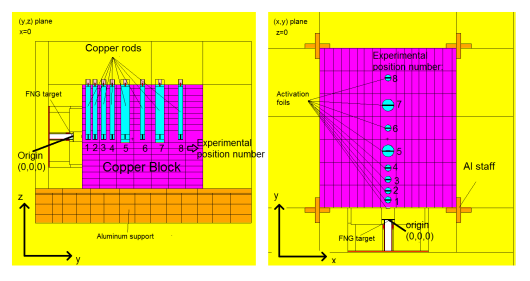 (y,z) plane
x=0
Copper rods
FNG target
Origin
(0,0,0)
1 2 3 4 5 6 7 8
Experimental
position number
Copper Block
z
Aluminum support
y
(x,y) plane
z=0
Experimental
position number
8
Activation
foils
7
6
5
4
3
2
1
Al staff
y
origin
(0,0,0)
FNG target
x